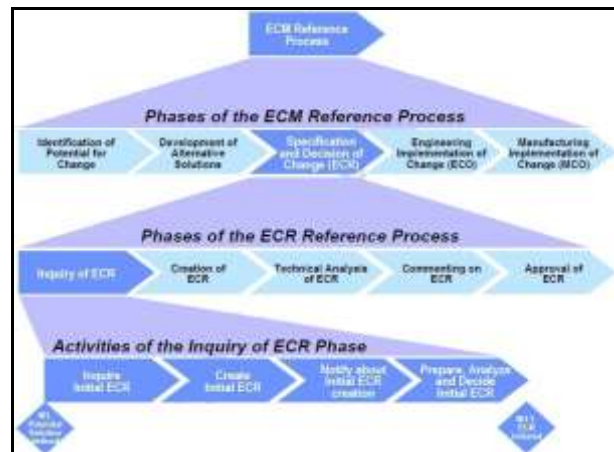 ECM Reference
Process
Phases of the ECM Reference Process
Identification of
Potential for
Change
Development of
Alternative
Solutions
Specification
and Decision of
Change (ECR)
Engineering
Implementation of
Change (ECO)
Manufacturing
Implementation of
Change (MCO)
Phases of the ECR Reference Process
Inquiry of ECR
Creation of
ECR
Technical Analysis
of ECR
Commenting on
ECR
Approval of
ECR
Activities of the Inquiry of ECR Phase
Inquire
Initial ECR
Create
Initial ECR
Notify about
Initial ECR
creation
Prepare, Analyze
and Decide
Initial ECR
ECR